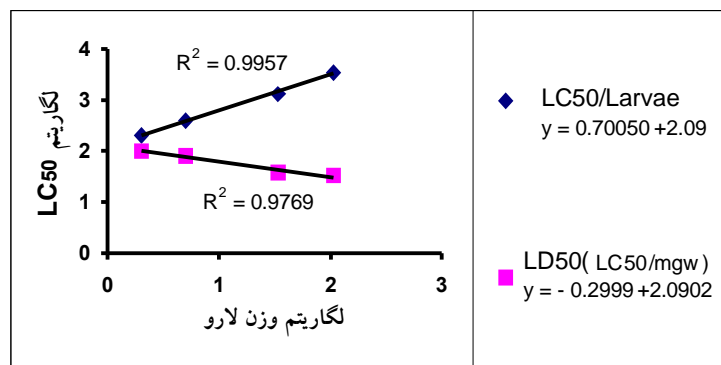 4
3
2
1
0
لگاریتم LC50
R² = 0.9957
R² = 0.9769
0 1 2 3
لگاریتم وزن لارو
LC50/Larvae
y = 0.70050 +2.09
LD50( LC50/mgw )
y = - 0.2999 +2.0902